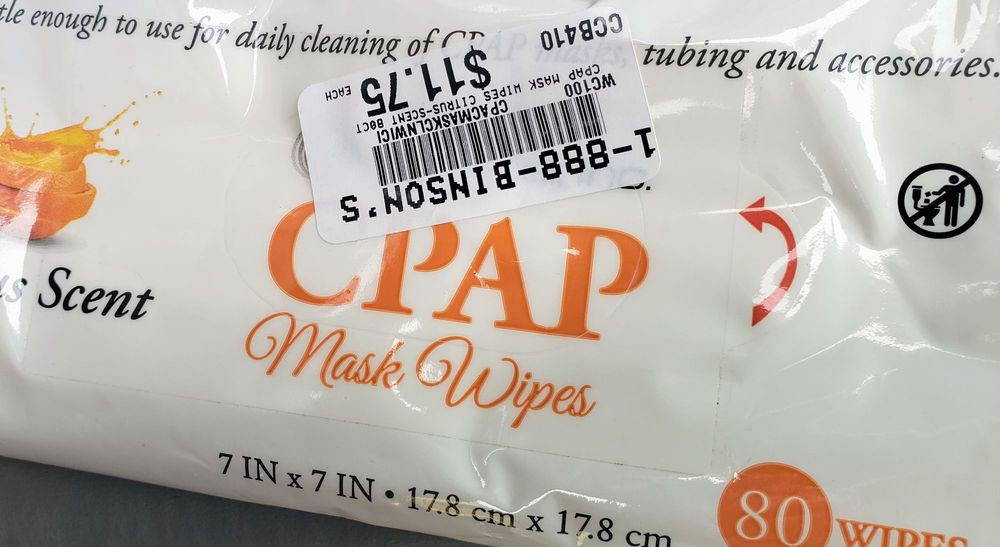 tle enough to use for daily cleaning of CPAP masks, tubing and accessories.
1-888-BINSON'S
CPACMASKCLNWICI
CPAP MASK WIPES CITRUS-SCENT 80CT
WC100
$11.75 EACH
CCB410
s Scent
CPAP
Mask Wipes
7 IN x 7 IN • 17.8 cm x 17.8 cm
80 WIPES